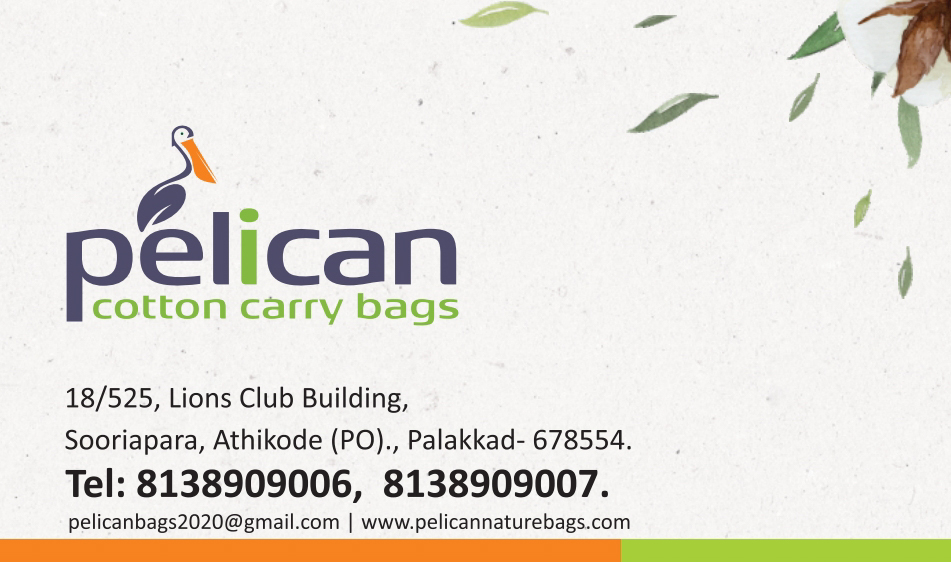 pelican
cotton carry bags
18/525, Lions Club Building,
Sooriapara, Athikode (PO)., Palakkad- 678554.
Tel: 8138909006, 8138909007.
pelicanbags2020@gmail.com | www.pelicannaturebags.com